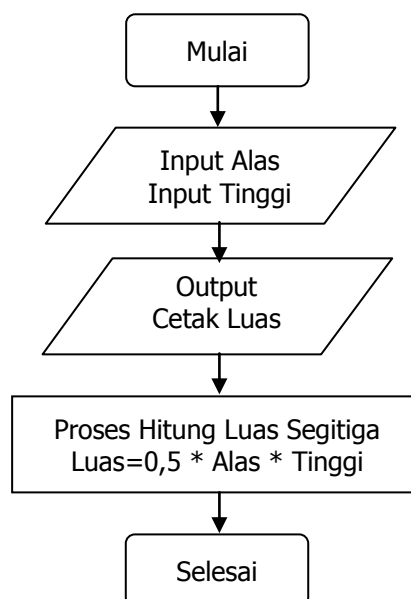 Mulai
Input Alas
Input Tinggi
Output
Cetak Luas
Proses Hitung Luas Segitiga
Luas=0,5 * Alas * Tinggi
Selesai